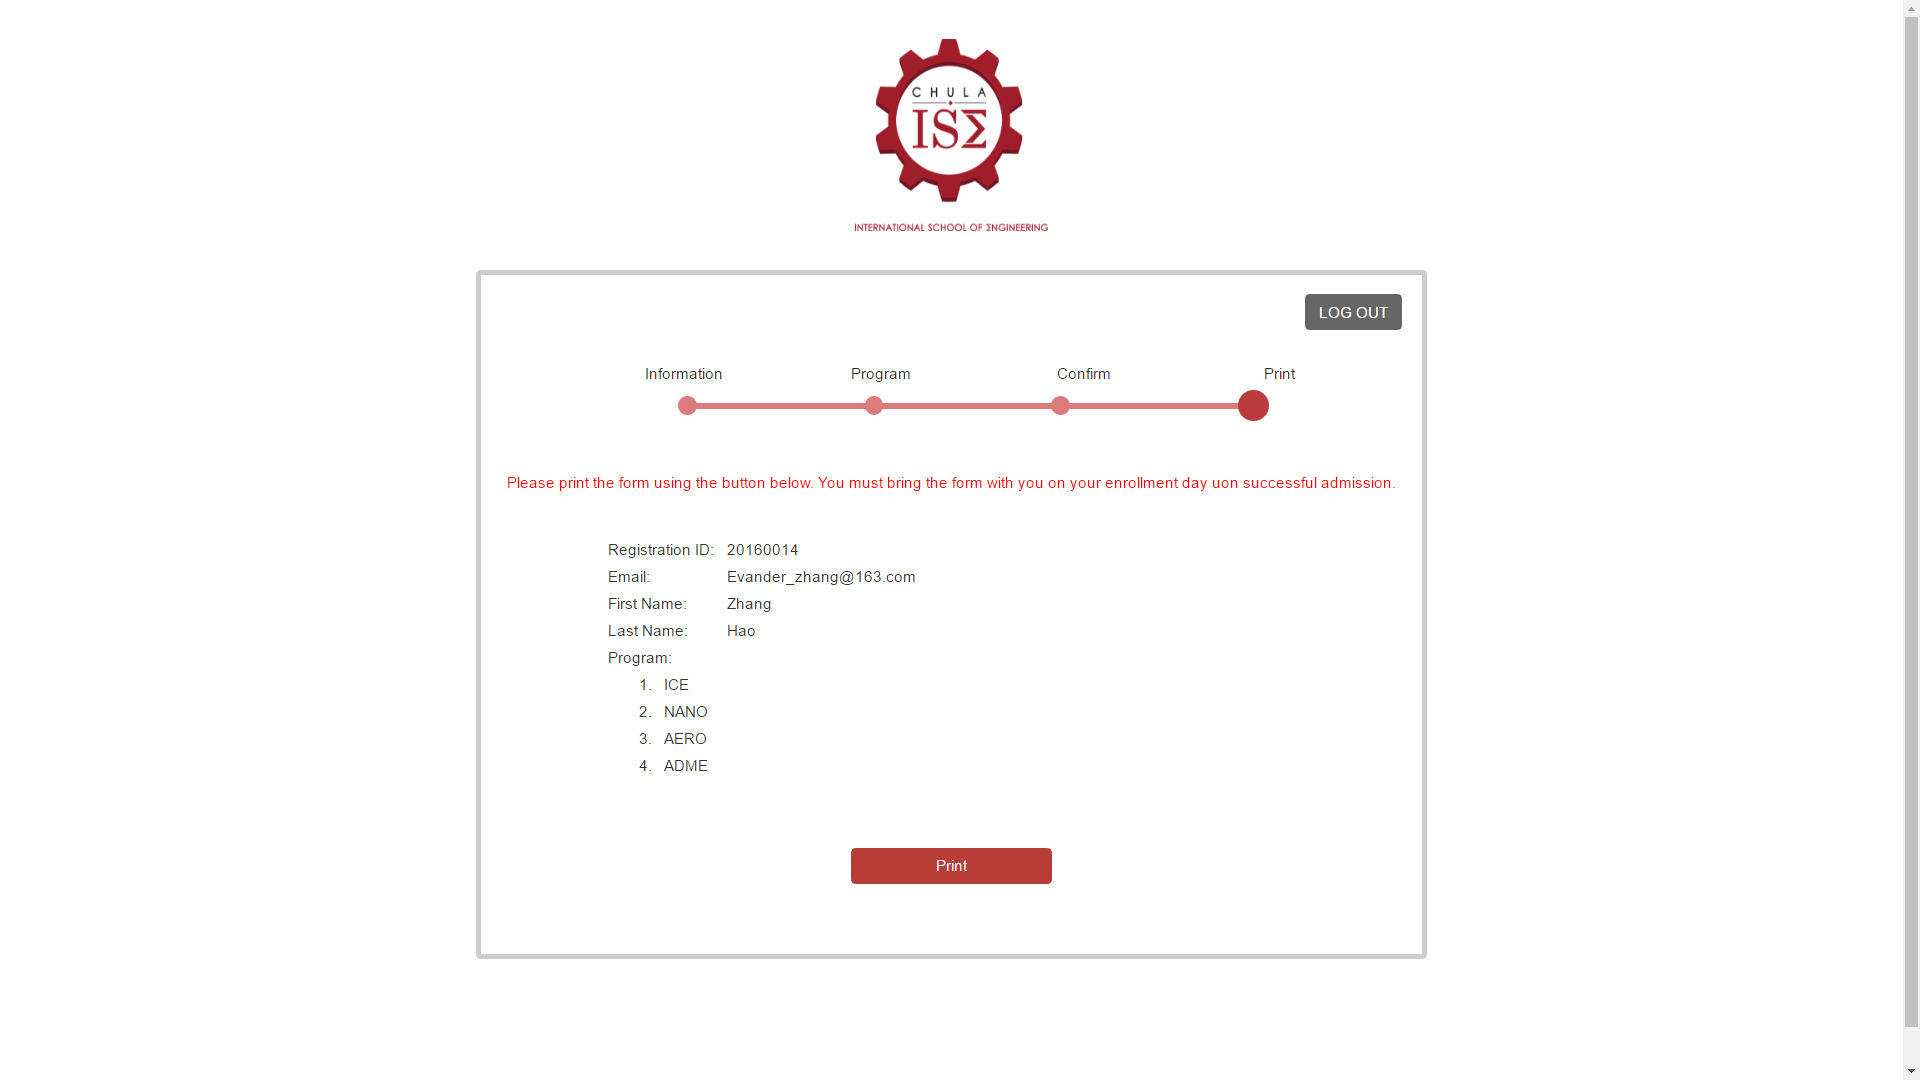 CHULA
ISΣ
INTERNATIONAL SCHOOL OF ΣNGINEERING
LOG OUT
Information Program Confirm Print
Please print the form using the button below. You must bring the form with you on your enrollment day uon successful admission.
Registration ID: 20160014
Email: Evander_zhang@163.com
First Name: Zhang
Last Name: Hao
Program:
1. ICE
2. NANO
3. AERO
4. ADME
Print